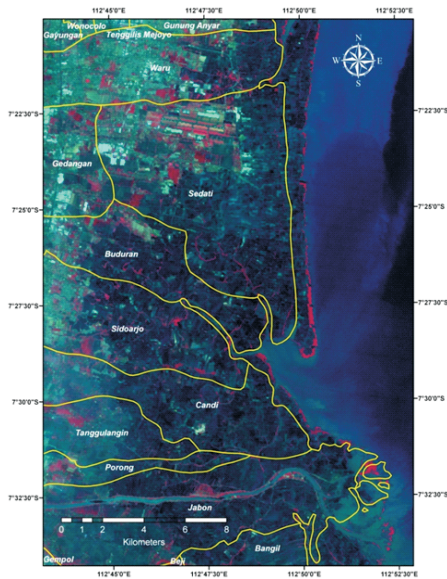 112°45'0"E 112°47'30"E 112°50'0"E 112°52'30"E
Wonocolo
Gunung Anyar
Gajungan
Tenggilis Mejoyo
N
W E
S
Waru
7°22'30"S 7°22'30"S
Gedangan
Sedati
7°25'0"S 7°25'0"S
Buduran
7°27'30"S 7°27'30"S
Sidoarjo
7°30'0"S 7°30'0"S
Candi
Tanggulangin
Porong
7°32'30"S 7°32'30"S
Jabon
0 1 2 4 6 8
Kilometers
Bangil
Gempol
Beji
112°45'0"E 112°47'30"E 112°50'0"E 112°52'30"E